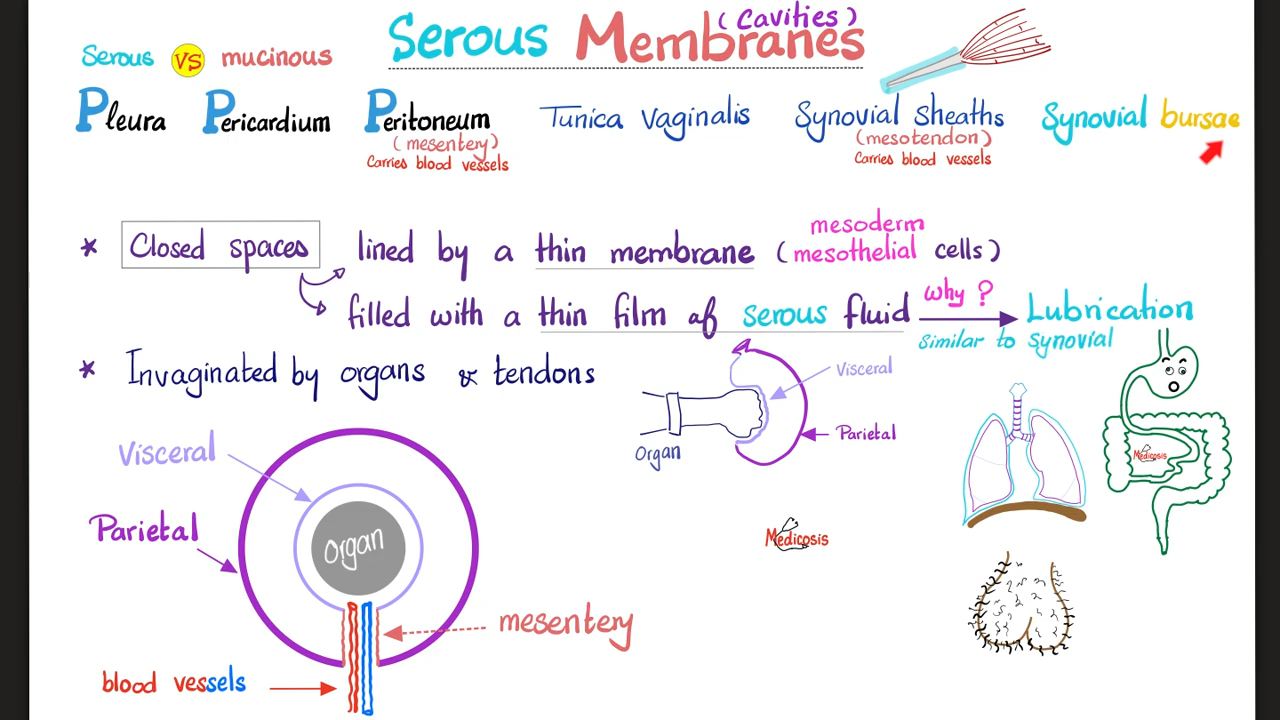 Serous Membranes (Cavities)
Serous VS mucinous
Pleura Pericardium Peritoneum Tunica Vaginalis Synovial Sheaths Synovial bursae
(mesentery) (mesotendon)
Carries blood vessels Carries blood vessels
* Closed spaces lined by a thin membrane (mesothelial cells)
mesoderm
filled with a thin film of serous fluid why? Lubrication
Similar to synovial
* Invaginated by organs & tendons
Visceral
Parietal
Organ
Visceral
Parietal
organ
mesentery
blood vessels
Medicosis
Medicosis